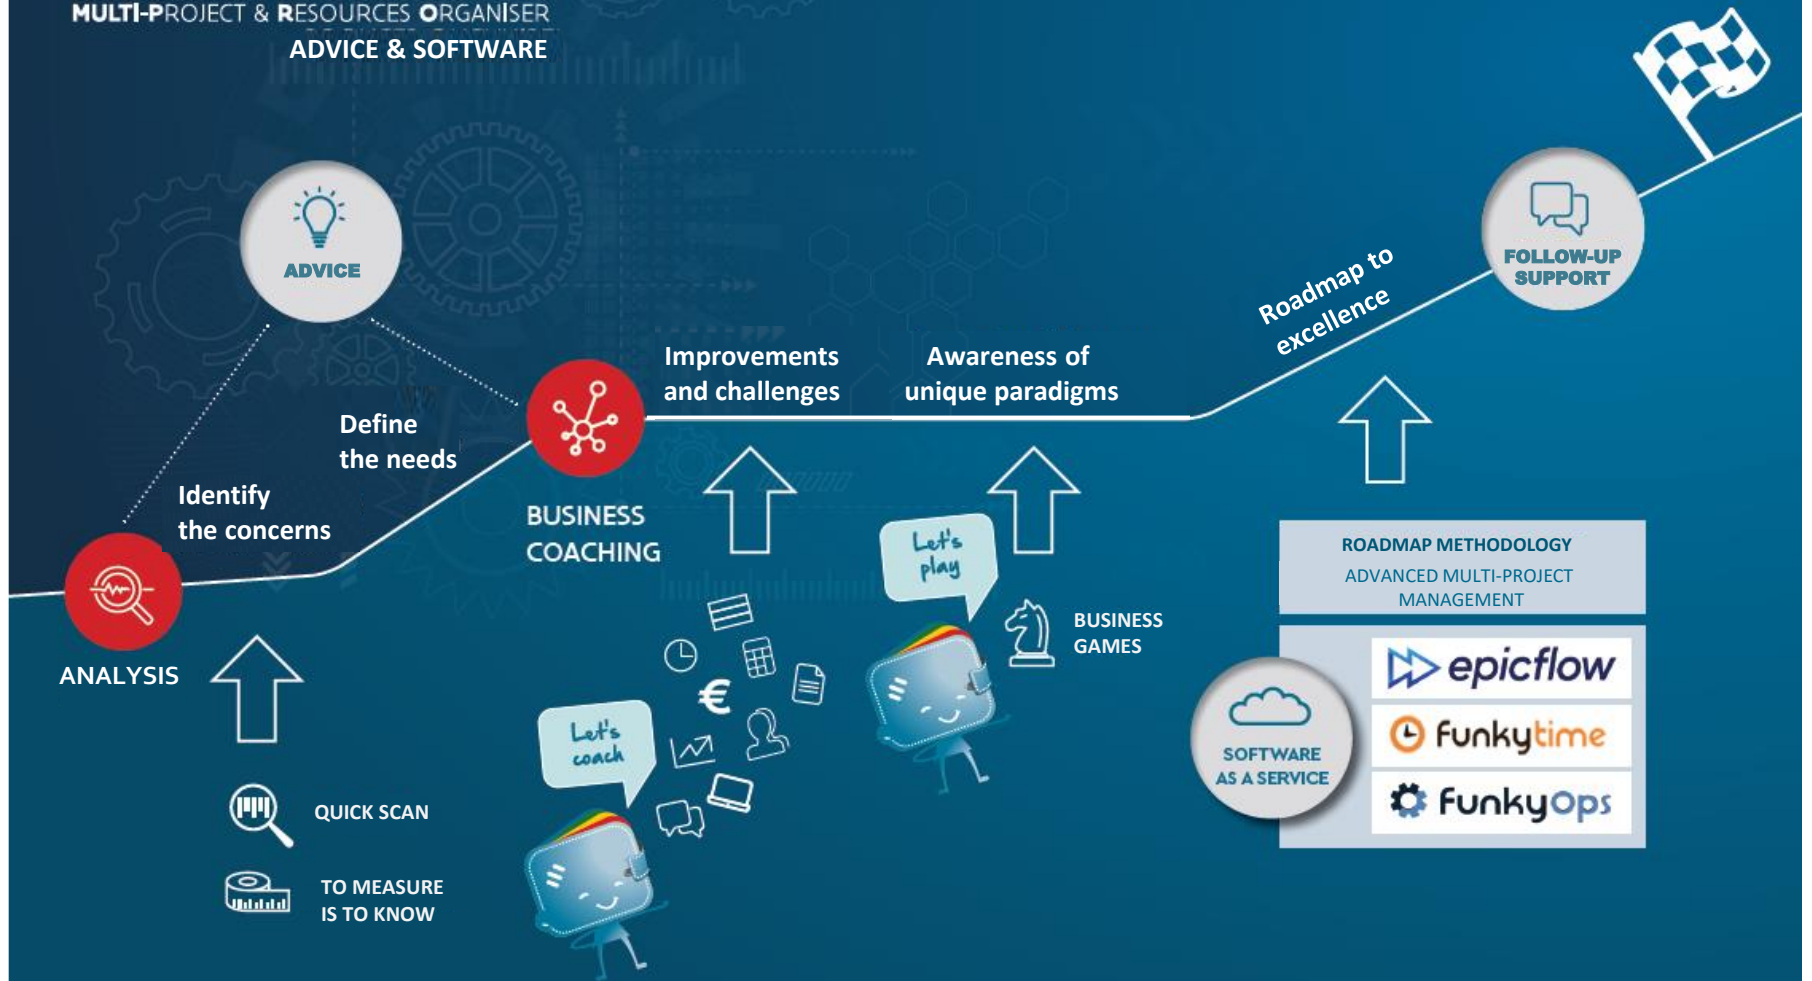 MULTI-PROJECT & RESOURCES ORGANISER
ADVICE & SOFTWARE
ADVICE
FOLLOW-UP
SUPPORT
Roadmap to
excellence
Improvements
and challenges
Awareness of
unique paradigms
Define
the needs
Identify
the concerns
BUSINESS
COACHING
ANALYSIS
Let's
play
BUSINESS
GAMES
ROADMAP METHODOLOGY
ADVANCED MULTI-PROJECT
MANAGEMENT
epicflow
Funkytime
FunkyOps
SOFTWARE
AS A SERVICE
Let's
coach
€
QUICK SCAN
TO MEASURE
IS TO KNOW